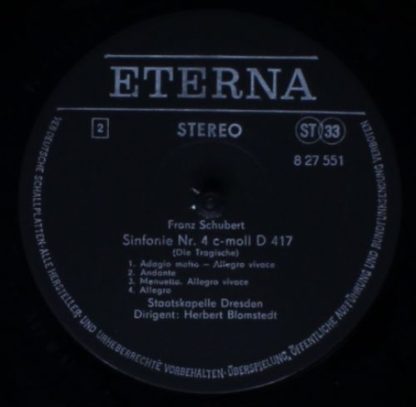 ETERNA
2
STEREO
ST 33
8 27 551
Franz Schubert
Sinfonie Nr. 4 c-moll D 417
(Die Tragische)
1. Adagio molto – Allegro vivace
2. Andante
3. Menuetto. Allegro vivace
4. Allegro
Staatskapelle Dresden
Dirigent: Herbert Blomstedt
VEB DEUTSCHE SCHALLPLATTEN·ALLE HERSTELLER- UND URHEBERRECHTE VORBEHALTEN·ÜBERSPIELUNG, ÖFFENTLICHE AUFFÜHRUNG UND RUNDFUNKSENDUNG VERBOTEN